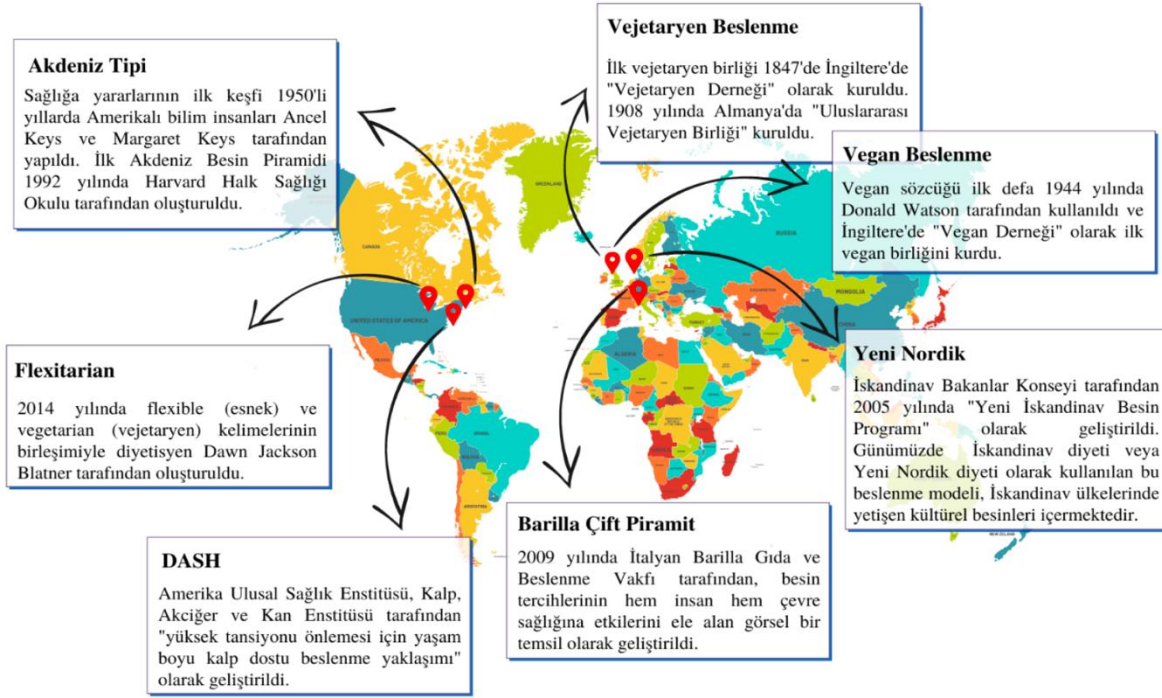 Akdeniz Tipi
Sağlığa yararlarının ilk keşfi 1950'li
yıllarda Amerikalı bilim insanları Ancel
Keys ve Margaret Keys tarafından
yapıldı. İlk Akdeniz Besin Piramidi
1992 yılında Harvard Halk Sağlığı
Okulu tarafından oluşturuldu.
Vejetaryen Beslenme
İlk vejetaryen birliği 1847'de İngiltere'de
"Vejetaryen Derneği" olarak kuruldu.
1908 yılında Almanya'da "Uluslararası
Vejetaryen Birliği" kuruldu.
Vegan Beslenme
Vegan sözcüğü ilk defa 1944 yılında
Donald Watson tarafından kullanıldı ve
İngiltere'de "Vegan Derneği" olarak ilk
vegan birliğini kurdu.
GREENLAND
CANADA
RUSSIA
MONGOLIA
UNITED STATES OF AMERICA
CHINA
MEXICO
ALGERIA
BRAZIL
ARGENTINA
Flexitarian
2014 yılında flexible (esnek) ve
vegetarian (vejetaryen) kelimelerinin
birleşimiyle diyetisyen Dawn Jackson
Blatner tarafından oluşturuldu.
Yeni Nordik
İskandinav Bakanlar Konseyi tarafından
2005 yılında "Yeni İskandinav Besin
Programı" olarak geliştirildi.
Günümüzde İskandinav diyeti veya
Yeni Nordik diyeti olarak kullanılan bu
beslenme modeli, İskandinav ülkelerinde
yetişen kültürel besinleri içermektedir.
NEW ZEALAND
DASH
Amerika Ulusal Sağlık Enstitüsü, Kalp,
Akciğer ve Kan Enstitüsü tarafından
"yüksek tansiyonu önlemesi için yaşam
boyu kalp dostu beslenme yaklaşımı"
olarak geliştirildi.
Barilla Çift Piramit
2009 yılında İtalyan Barilla Gıda ve
Beslenme Vakfı tarafından, besin
tercihlerinin hem insan hem çevre
sağlığına etkilerini ele alan görsel bir
temsil olarak geliştirildi.